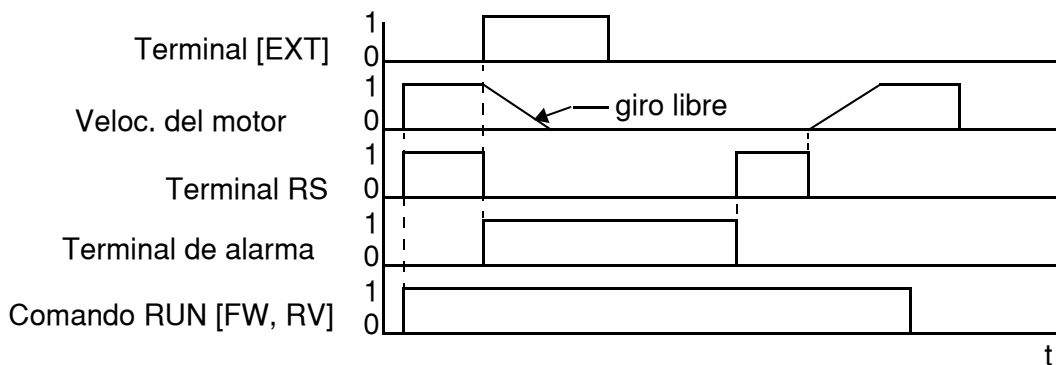 Terminal [EXT]
1
0
Veloc. del motor
1
0
giro libre
Terminal RS
1
0
Terminal de alarma
1
0
Comando RUN [FW, RV]
1
0
t